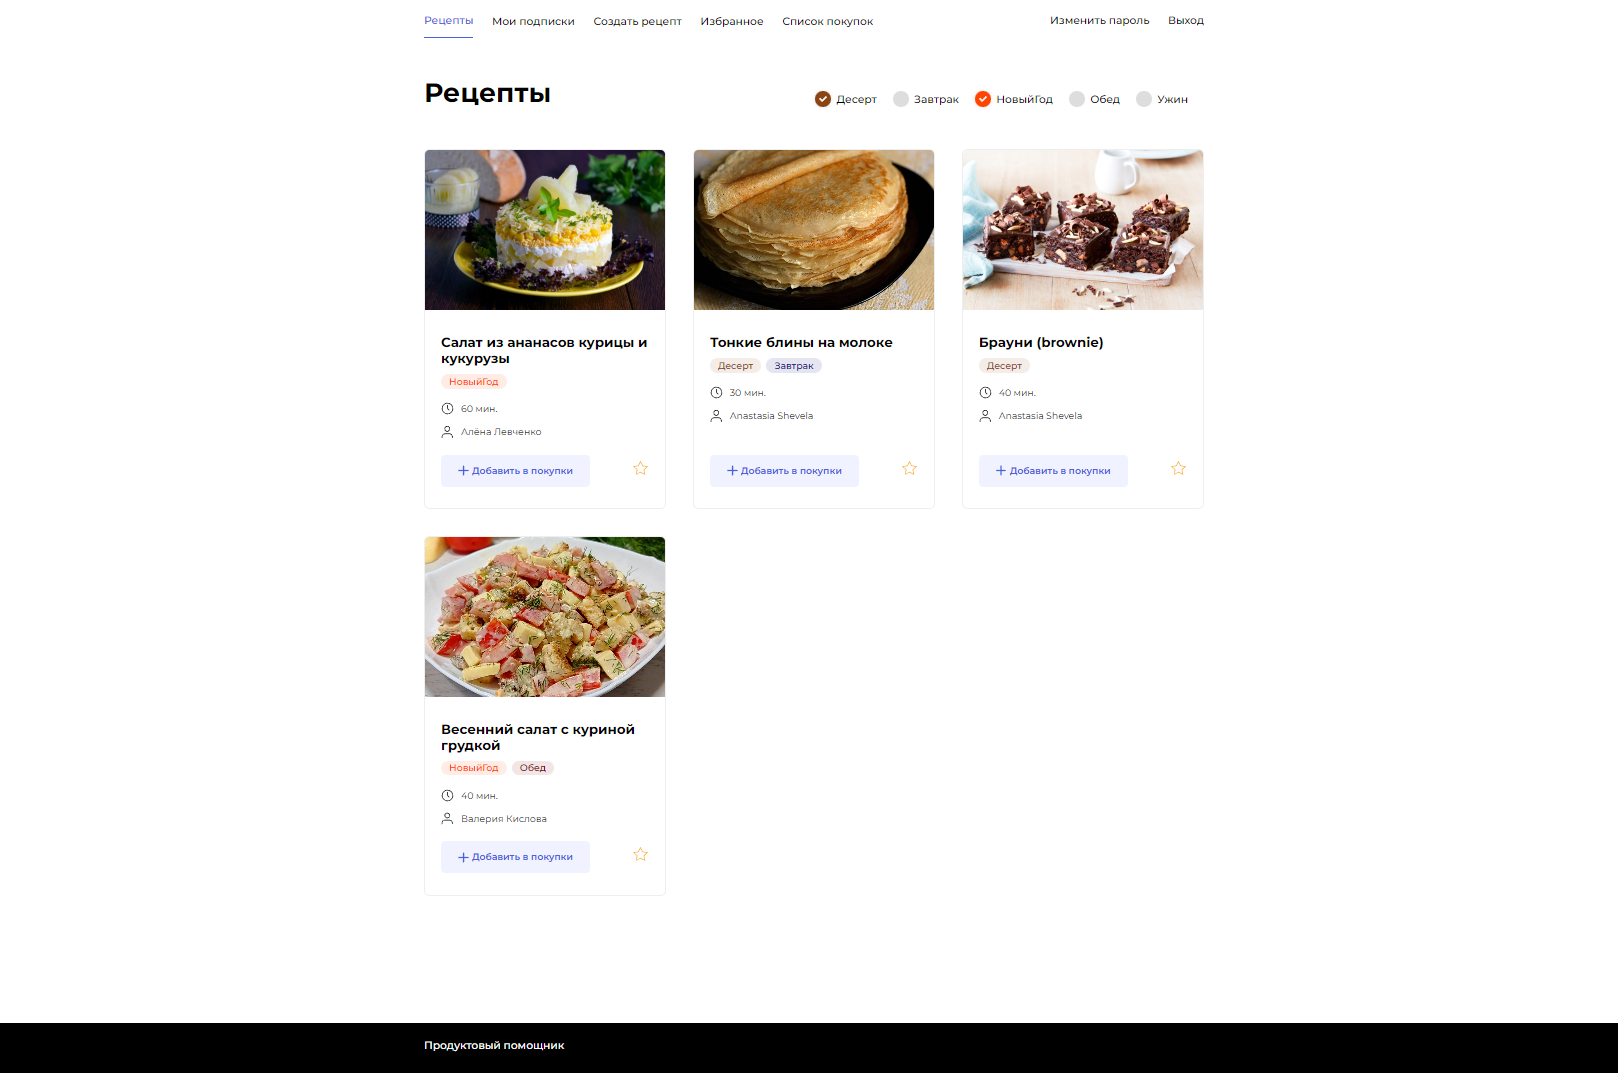 Рецепты Мои подписки Создать рецепт Избранное Список покупок Изменить пароль Выход
Рецепты
Десерт Завтрак НовыйГод Обед Ужин
Салат из ананасов курицы и
кукурузы
НовыйГод
60 мин.
Алёна Левченко
Добавить в покупки
Тонкие блины на молоке
Десерт Завтрак
30 мин.
Anastasia Shevela
Добавить в покупки
Брауни (brownie)
Десерт
40 мин.
Anastasia Shevela
Добавить в покупки
Весенний салат с куриной
грудкой
НовыйГод Обед
40 мин.
Валерия Кислова
Добавить в покупки
Продуктовый помощник